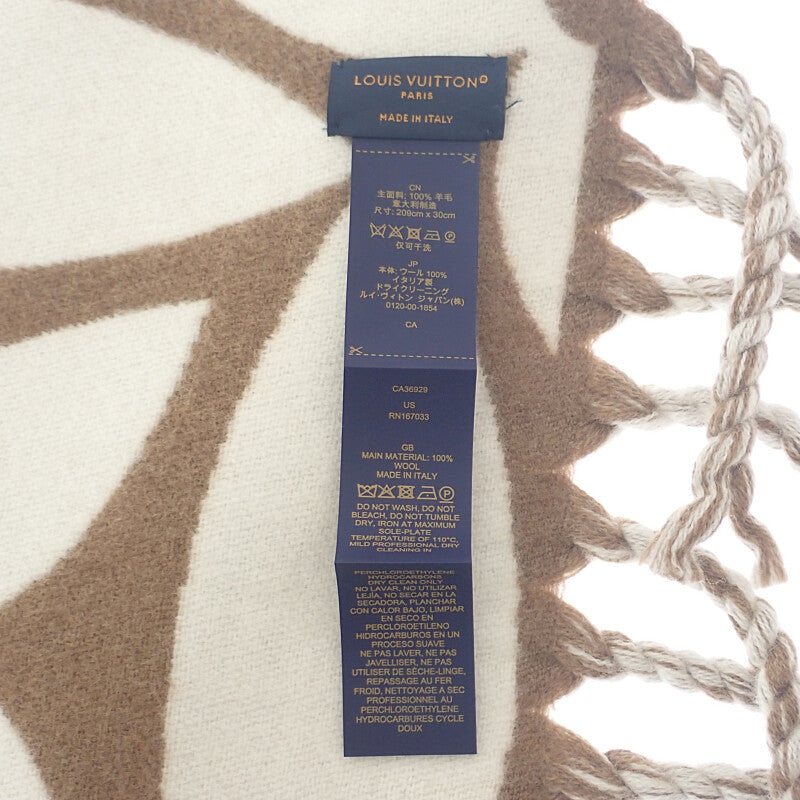 LOUIS VUITTON®
PARIS
MADE IN ITALY
CN
主面料: 100% 羊毛
意大利制造
尺寸: 209cm x 30cm
仅可干洗
JP
本体: ウール 100%
イタリア製
ドライクリーニング
ルイ・ヴィトン ジャパン(株)
0120-00-1854
CA
CA36929
US
RN167033
GB
MAIN MATERIAL: 100%
WOOL
MADE IN ITALY
DO NOT WASH, DO NOT
BLEACH, DO NOT TUMBLE
DRY, IRON AT MAXIMUM
SOLE-PLATE
TEMPERATURE OF 110°C,
MILD PROFESSIONAL DRY
CLEANING IN
PERCHLOROETHYLENE
HYDROCARBONS
DRY CLEAN ONLY
NO LAVAR, NO UTILIZAR
LEJÍA, NO SECAR EN LA
SECADORA, PLANCHAR
CON CALOR BAJO, LIMPIAR
EN SECO EN
PERCLOROETILENO
HIDROCARBUROS EN UN
PROCESO SUAVE
NE PAS LAVER, NE PAS
JAVELLISER, NE PAS
UTILISER DE SÈCHE-LINGE,
REPASSAGE AU FER
FROID, NETTOYAGE A SEC
PROFESSIONNEL AU
PERCHLOROETHYLENE
HYDROCARBURES CYCLE
DOUX